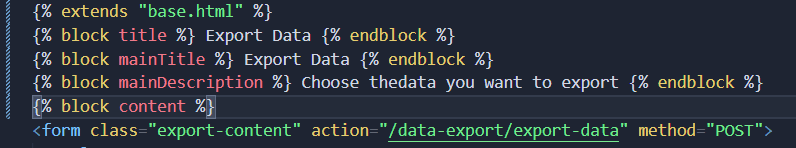 {% extends "base.html" %}
{% block title %} Export Data {% endblock %}
{% block mainTitle %} Export Data {% endblock %}
{% block mainDescription %} Choose thedata you want to export {% endblock %}
{% block content %}
<form class="export-content" action="/data-export/export-data" method="POST">